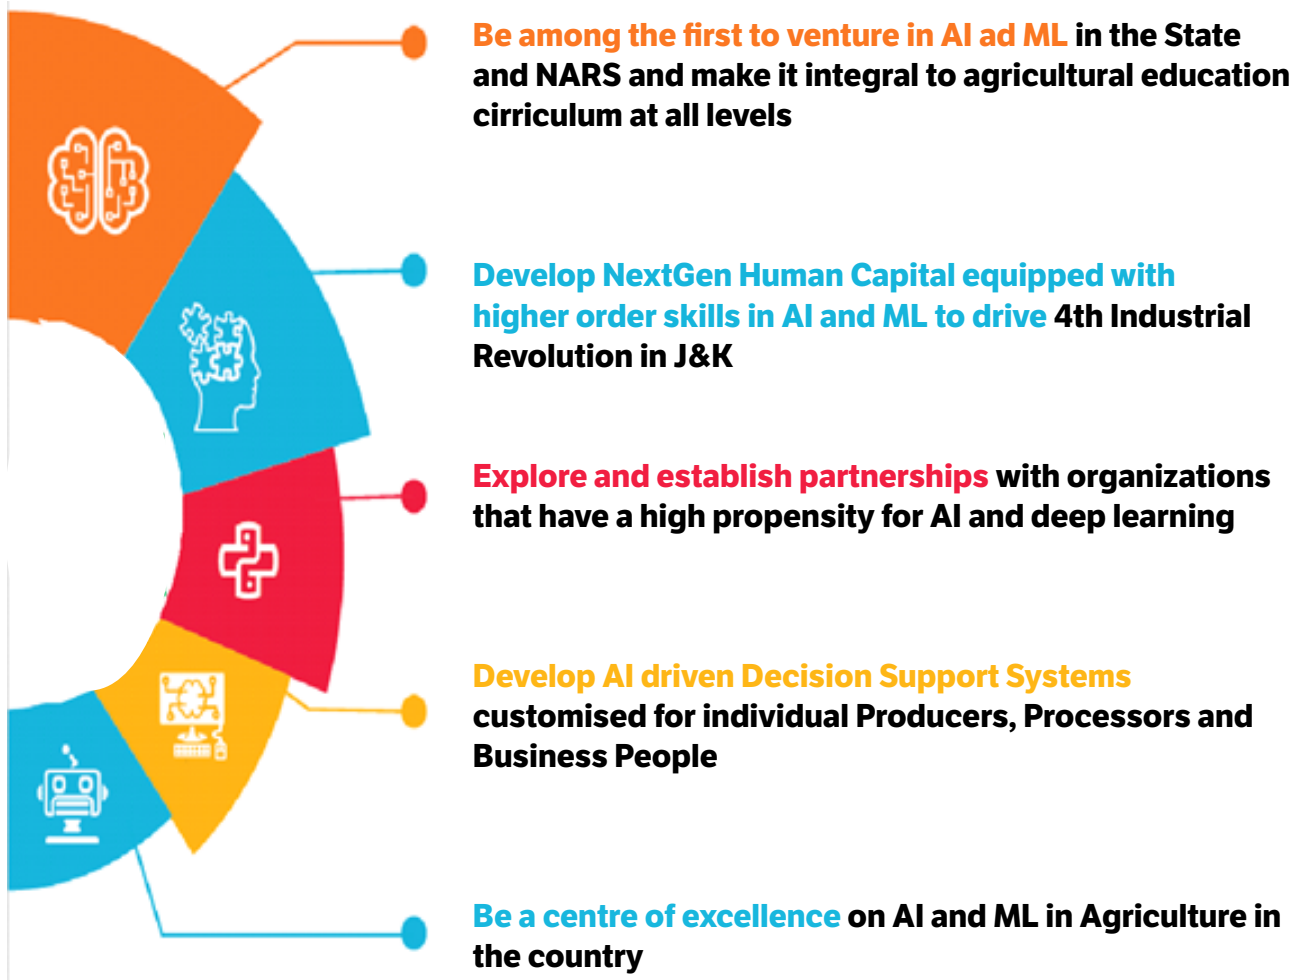 Be among the first to venture in AI ad ML in the State
and NARS and make it integral to agricultural education
cirriculum at all levels
Develop NextGen Human Capital equipped with
higher order skills in AI and ML to drive 4th Industrial
Revolution in J&K
Explore and establish partnerships with organizations
that have a high propensity for AI and deep learning
Develop AI driven Decision Support Systems
customised for individual Producers, Processors and
Business People
Be a centre of excellence on AI and ML in Agriculture in
the country